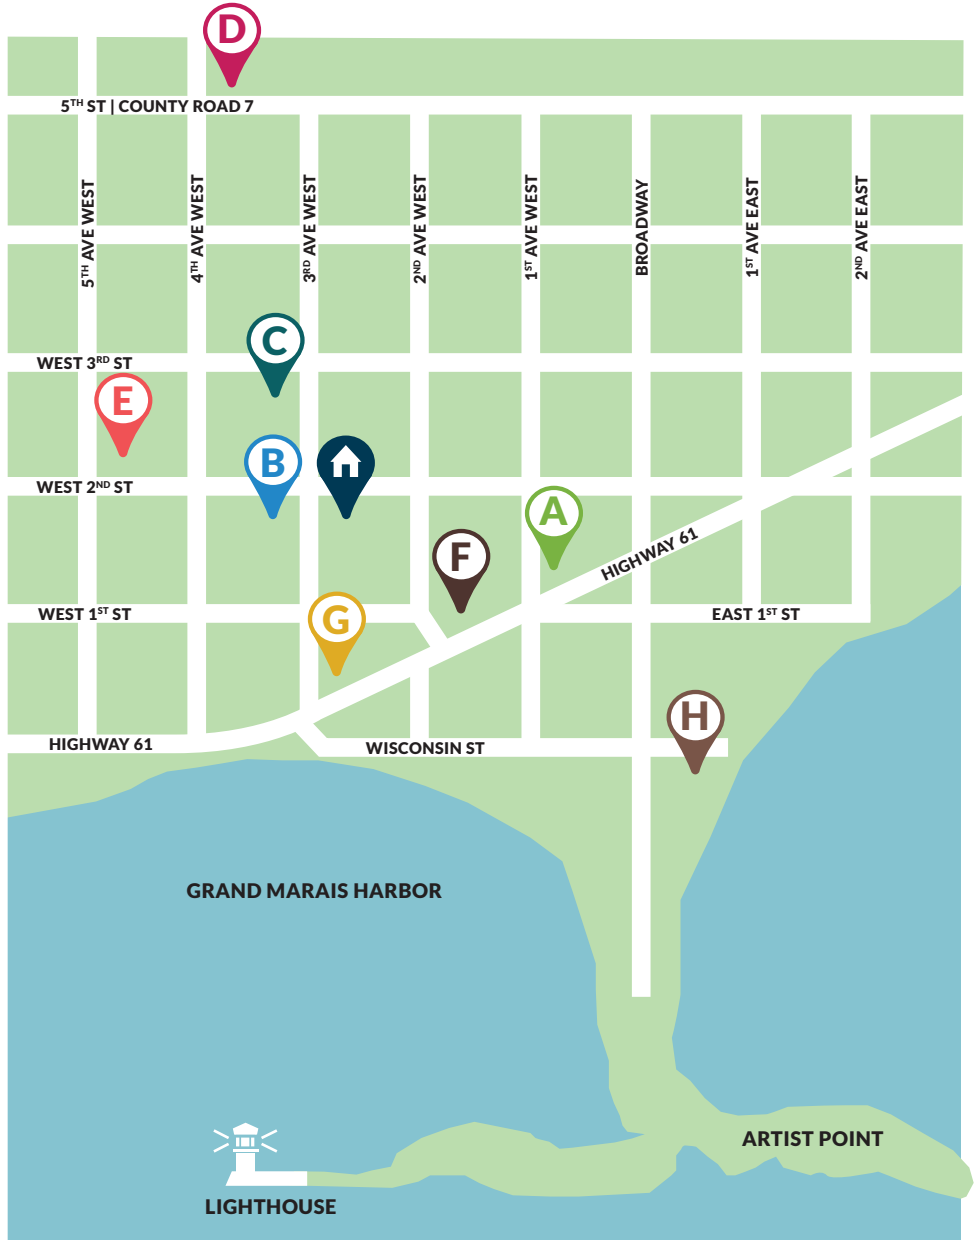 D
5TH ST | COUNTY ROAD 7
5TH AVE WEST
4TH AVE WEST
3RD AVE WEST
2ND AVE WEST
1ST AVE WEST
BROADWAY
1ST AVE EAST
2ND AVE EAST
C
WEST 3RD ST
E
B
WEST 2ND ST
A
F
HIGHWAY 61
WEST 1ST ST
G
EAST 1ST ST
H
HIGHWAY 61
WISCONSIN ST
GRAND MARAIS HARBOR
ARTIST POINT
LIGHTHOUSE